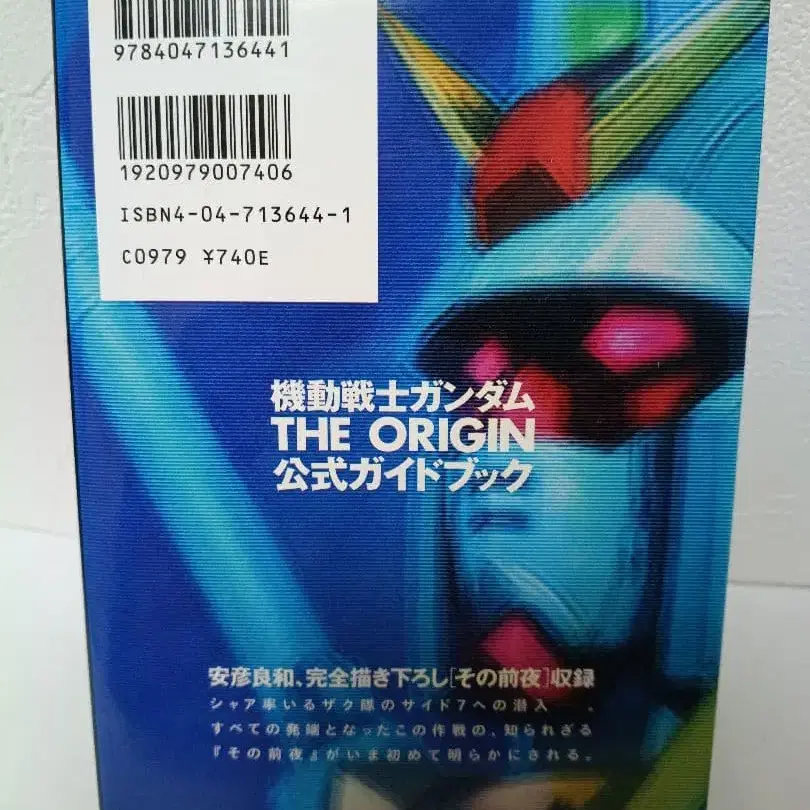 9784047136441
1920979007406
ISBN4-04-713644-1
C0979 ¥740E
機動戦士ガンダム
THE ORIGIN
公式ガイドブック
安彦良和、完全描き下ろし[その前夜]収録
シャア率いるザク隊のサイド7への潜入、
すべての発端となったこの作戦の、知られざる
『その前夜』がいま初めて明らかにされる。